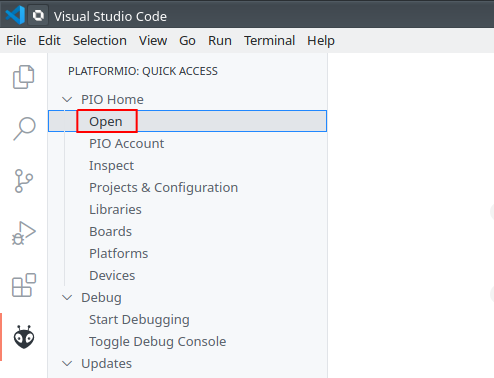 Visual Studio Code
File Edit Selection View Go Run Terminal Help
PLATFORMIO: QUICK ACCESS
PIO Home
Open
PIO Account
Inspect
Projects & Configuration
Libraries
Boards
Platforms
Devices
Debug
Start Debugging
Toggle Debug Console
Updates